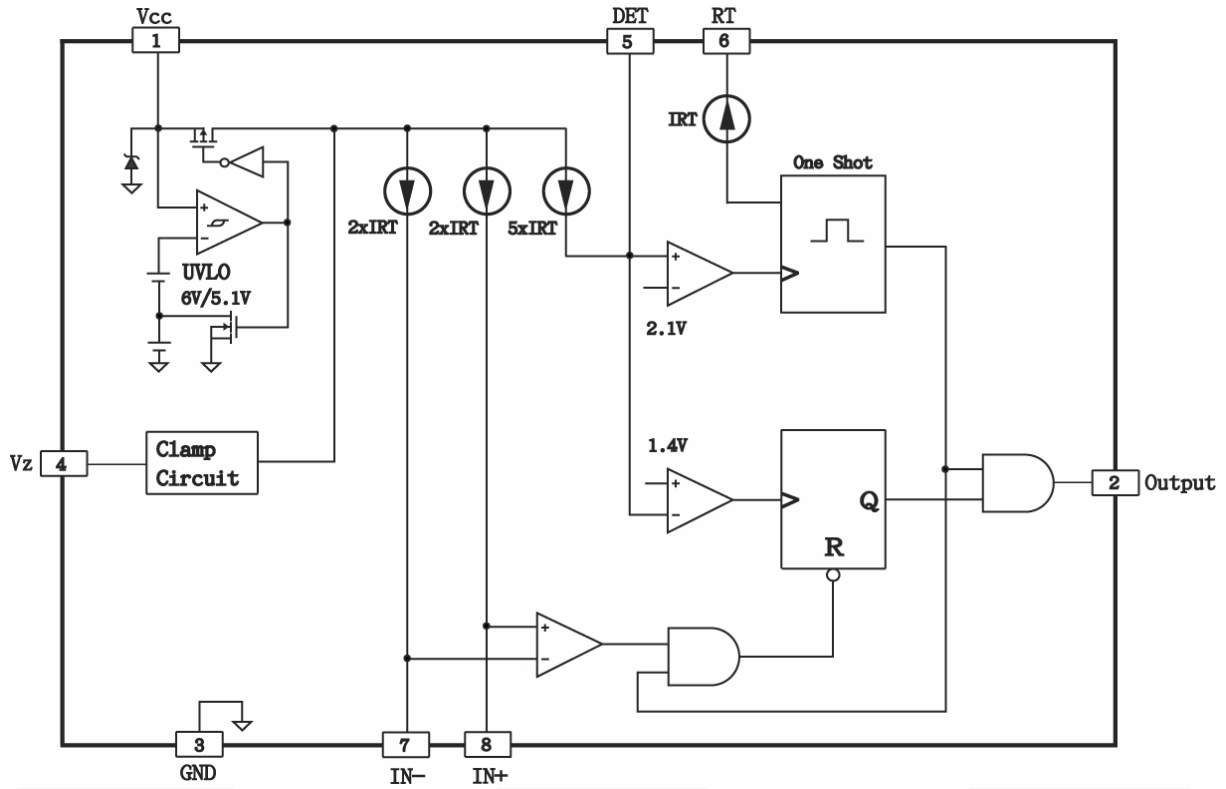 Vcc
DET
RT
1
5
6
IRT
One Shot
2xIRT
2xIRT
5xIRT
+
−
+
−
UVLO
6V/5.1V
2.1V
Vz
4
Clamp
Circuit
1.4V
+
−
Q
R
2
Output
+
−
3
7
8
GND
IN-
IN+